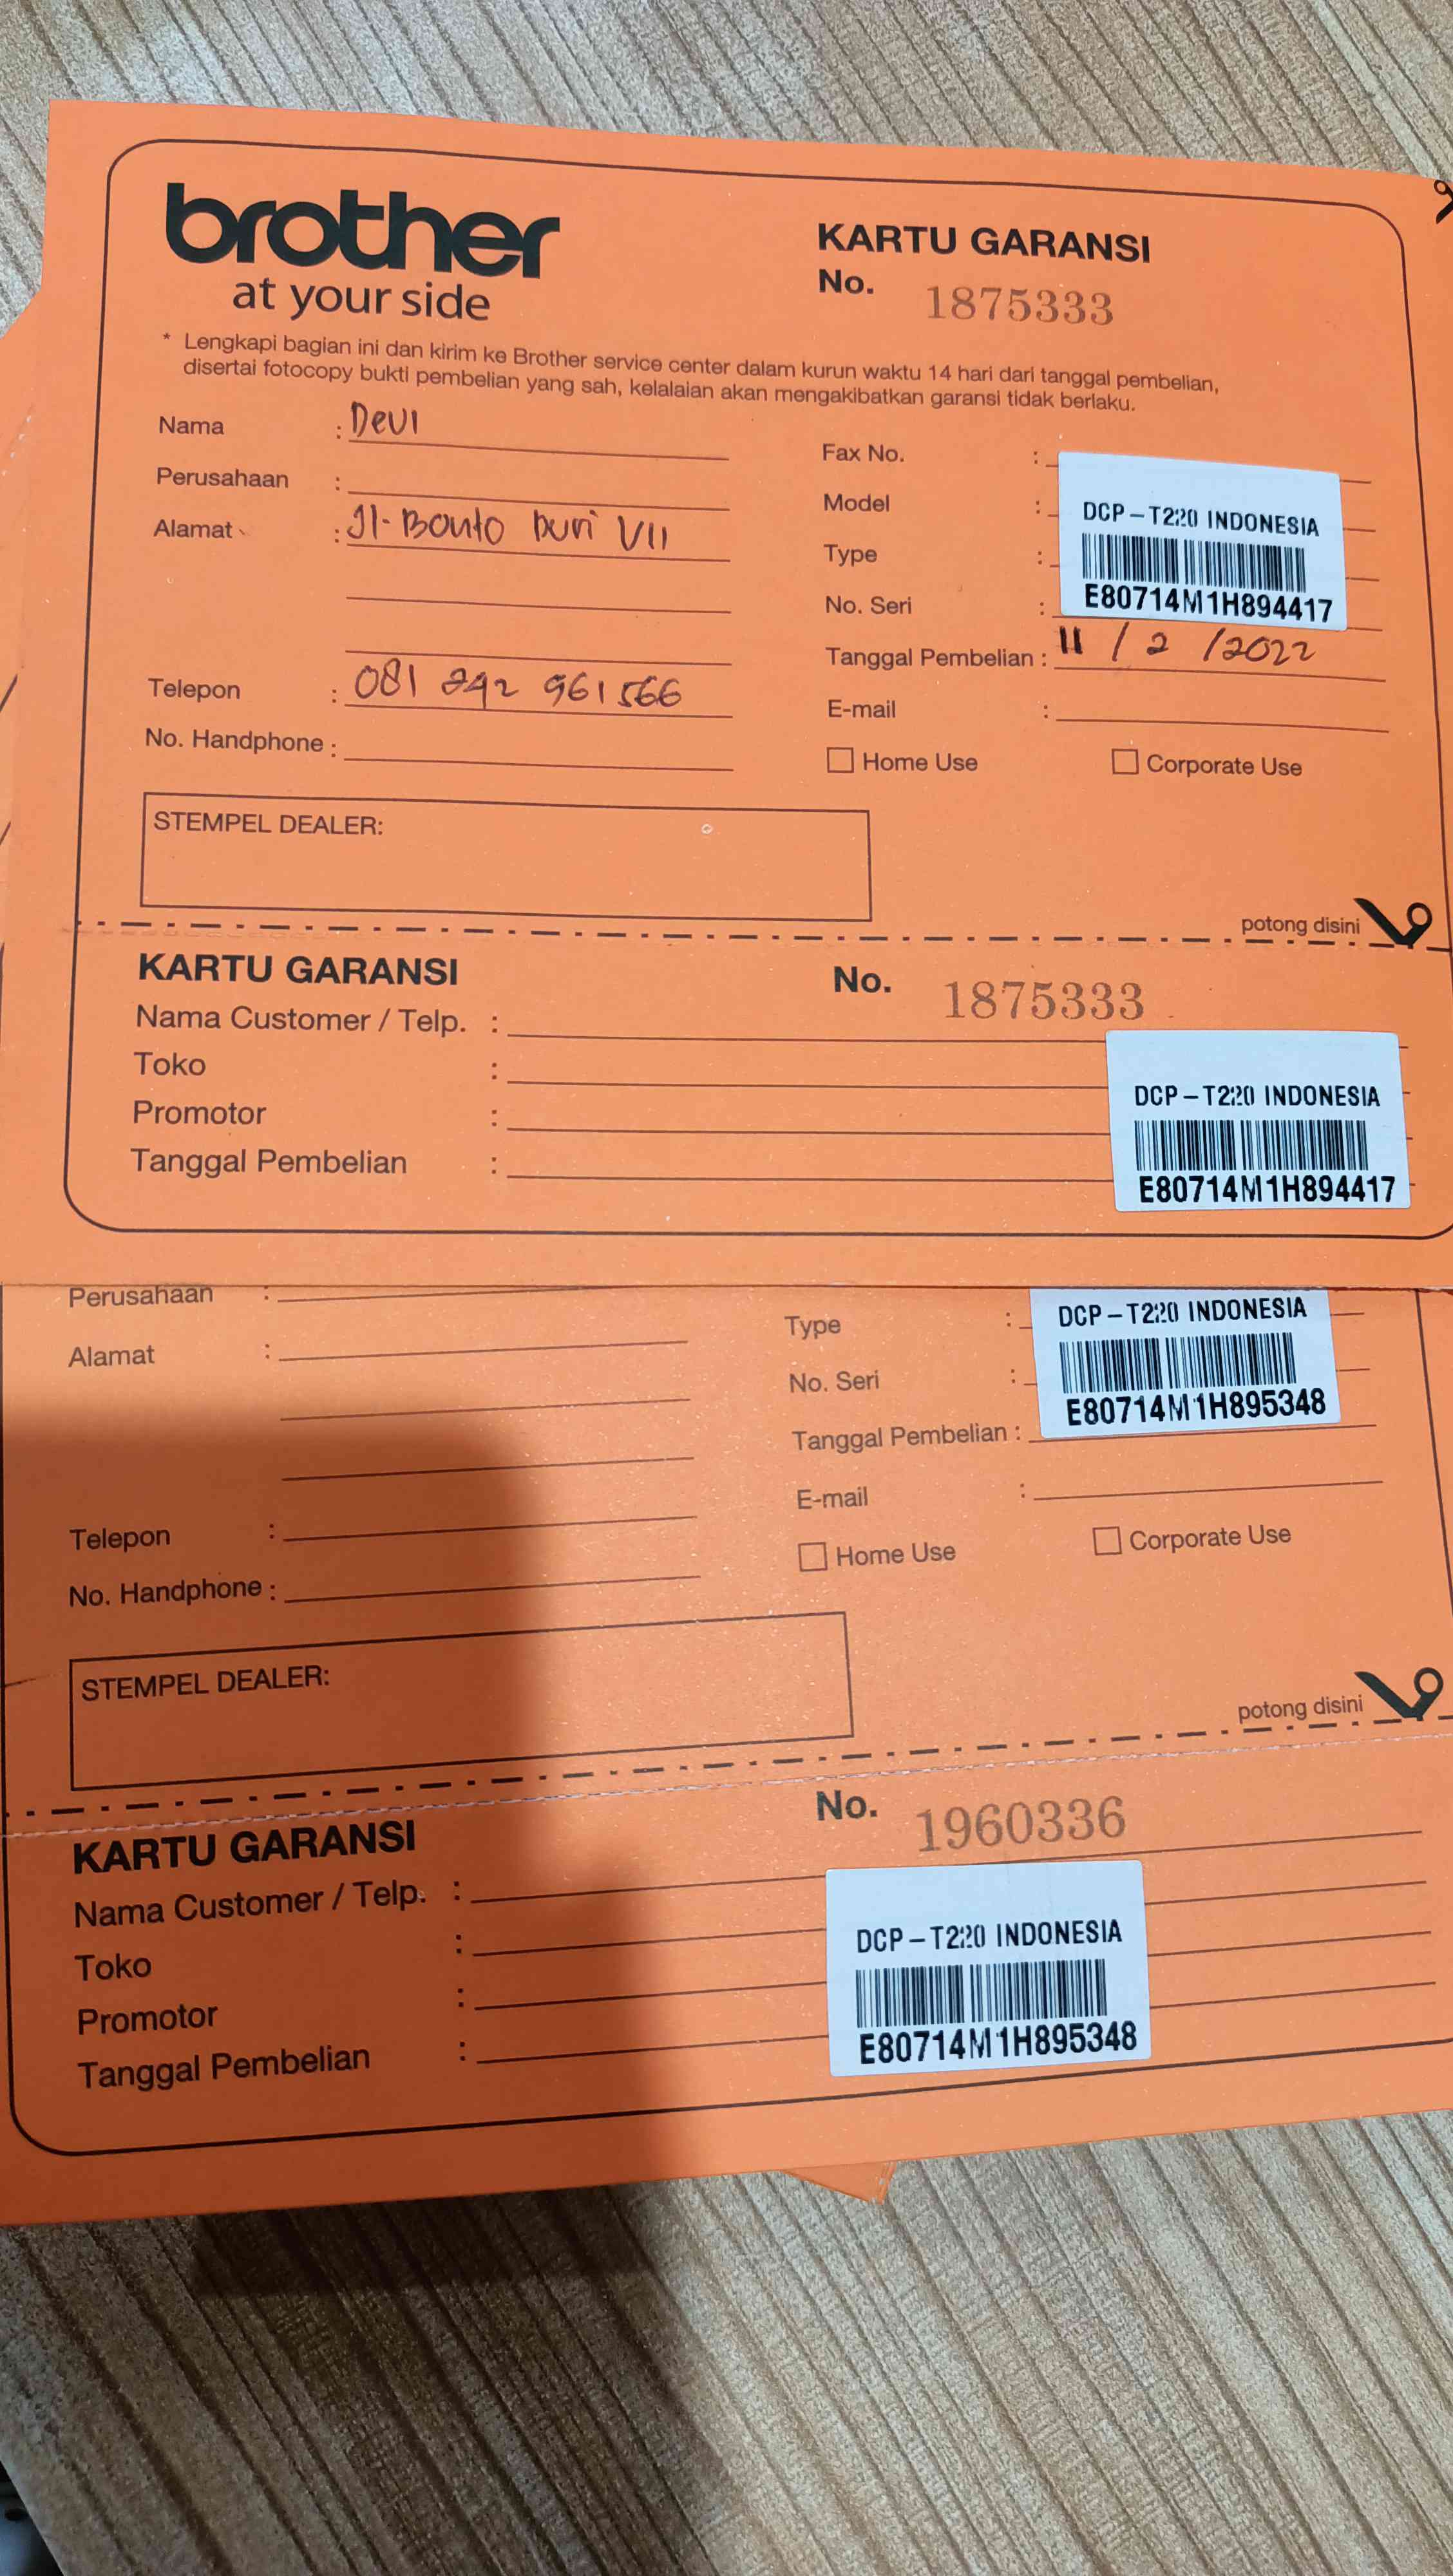 brother
at your side
KARTU GARANSI
No. 1875333
* Lengkapi bagian ini dan kirim ke Brother service center dalam kurun waktu 14 hari dari tanggal pembelian,
disertai fotocopy bukti pembelian yang sah, kelalaian akan mengakibatkan garansi tidak berlaku.
Nama : Devi
Perusahaan :
Alamat : Jl. Bonto Duri VII
Telepon : 081 242 961 566
No. Handphone :
Fax No. :
Model :
Type :
No. Seri :
DCP-T220 INDONESIA
E80714M1H894417
Tanggal Pembelian : 11 / 2 / 2022
E-mail :
Home Use
Corporate Use
STEMPEL DEALER:
potong disini
KARTU GARANSI
No. 1875333
Nama Customer / Telp. :
Toko :
Promotor :
Tanggal Pembelian :
DCP-T220 INDONESIA
E80714M1H894417
Perusahaan :
Alamat :
Telepon :
No. Handphone :
Type :
No. Seri :
DCP-T220 INDONESIA
E80714M1H895348
Tanggal Pembelian :
E-mail :
Home Use
Corporate Use
STEMPEL DEALER:
potong disini
KARTU GARANSI
No. 1960336
Nama Customer / Telp. :
Toko :
Promotor :
Tanggal Pembelian :
DCP-T220 INDONESIA
E80714M1H895348